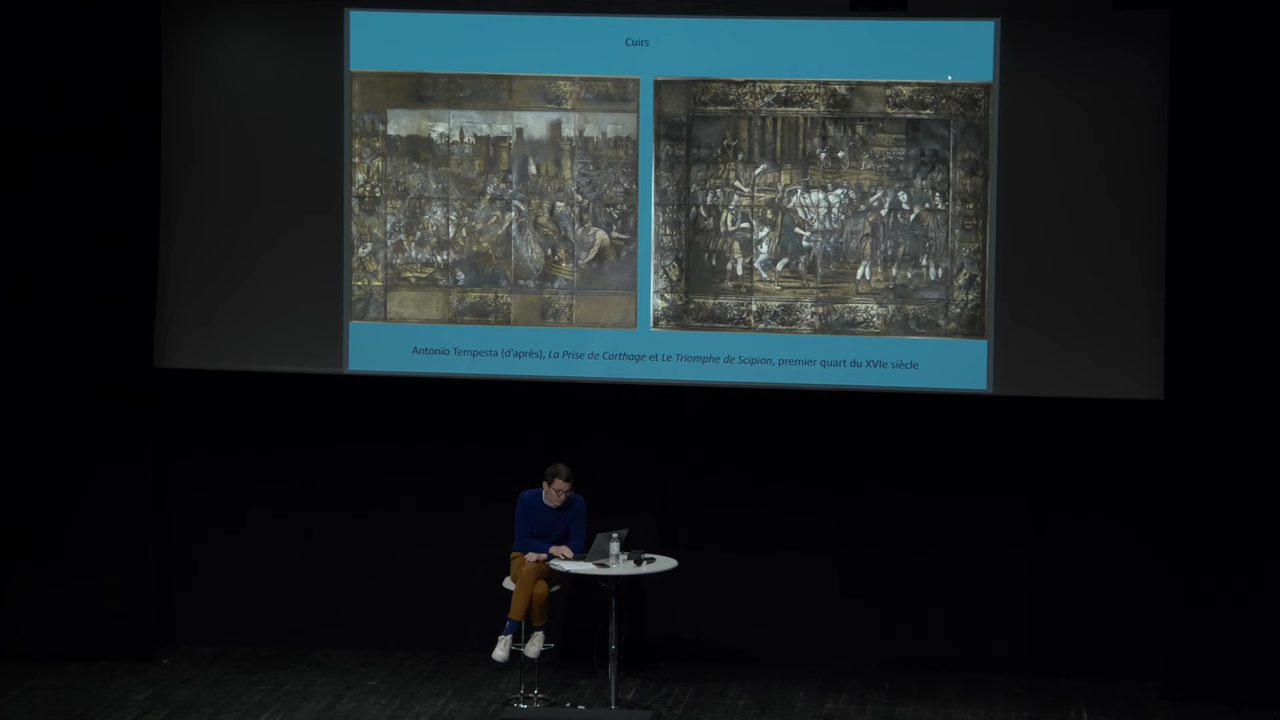 Cuirs
Antonio Tempesta (d'après), La Prise de Carthage et Le Triomphe de Scipion, premier quart du XVIe siècle